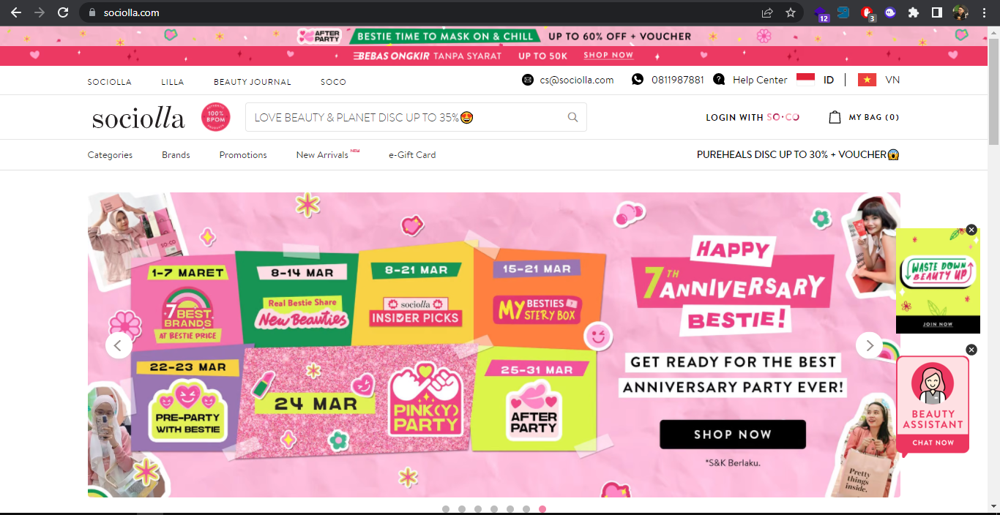 sociolla.com
12
3
AFTER PARTY BESTIE TIME TO MASK ON & CHILL UP TO 60% OFF + VOUCHER
BEBAS ONGKIR TANPA SYARAT UP TO 50K SHOP NOW
SOCIOLLA LILLA BEAUTY JOURNAL SOCO
cs@sociolla.com 0811987881 Help Center ID | VN
sociolla
100%
BPOM
LOVE BEAUTY & PLANET DISC UP TO 35%😍
LOGIN WITH SO·CO MY BAG (0)
Categories Brands Promotions New Arrivals NEW e-Gift Card
PUREHEALS DISC UP TO 30% + VOUCHER😱
SO·CO
1-7 MARET
7 BEST
BRANDS
AT BESTIE PRICE
8-14 MAR
Real Bestie Share
New Beauties
8-21 MAR
sociolla
INSIDER PICKS
15-21 MAR
MY BESTIES
STERY BOX
22-23 MAR
PRE-PARTY
WITH BESTIE
24 MAR
PINK(Y)
PARTY
25-31 MAR
AFTER
PARTY
HAPPY
7TH ANNIVERSARY
BESTIE!
GET READY FOR THE BEST
ANNIVERSARY PARTY EVER!
SHOP NOW
*S&K Berlaku.
Pretty
things
inside.
WASTE DOWN
BEAUTY UP
JOIN NOW
BEAUTY
ASSISTANT
CHAT NOW